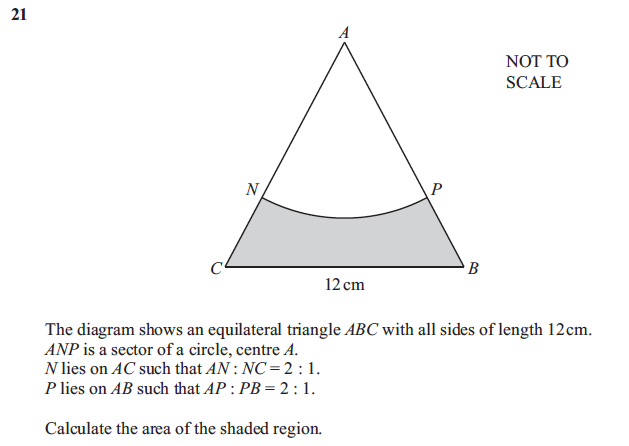 21
A
NOT TO
SCALE
N
P
C
B
12 cm
The diagram shows an equilateral triangle ABC with all sides of length 12cm.
ANP is a sector of a circle, centre A.
N lies on AC such that AN : NC = 2 : 1.
P lies on AB such that AP : PB = 2 : 1.
Calculate the area of the shaded region.